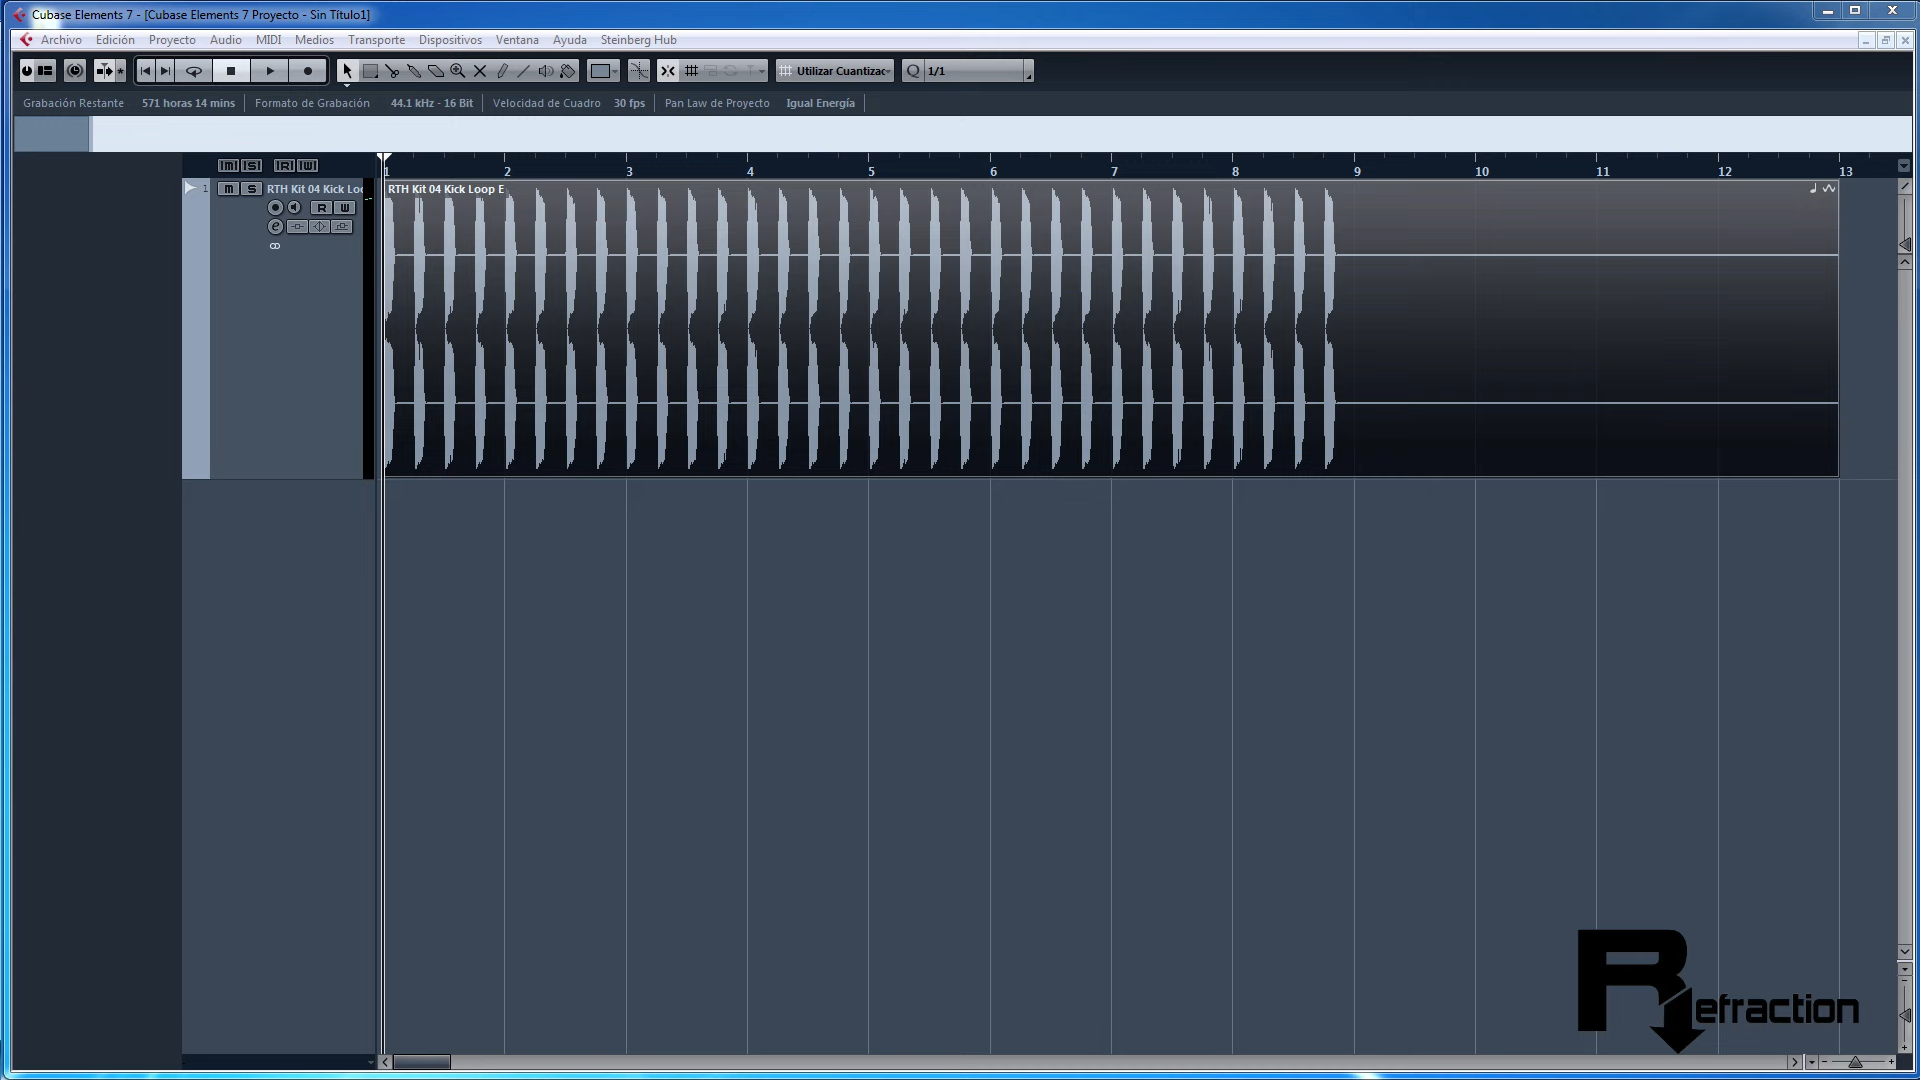 Cubase Elements 7 - [Cubase Elements 7 Proyecto - Sin Título1]
Archivo Edición Proyecto Audio MIDI Medios Transporte Dispositivos Ventana Ayuda Steinberg Hub
Utilizar Cuantizac Q 1/1
Grabación Restante 571 horas 14 mins Formato de Grabación 44.1 kHz - 16 Bit Velocidad de Cuadro 30 fps Pan Law de Proyecto Igual Energía
M S R W
1 2 3 4 5 6 7 8 9 10 11 12 13
1 m S RTH Kit 04 Kick Loo
RTH Kit 04 Kick Loop E
R W
e
Refraction